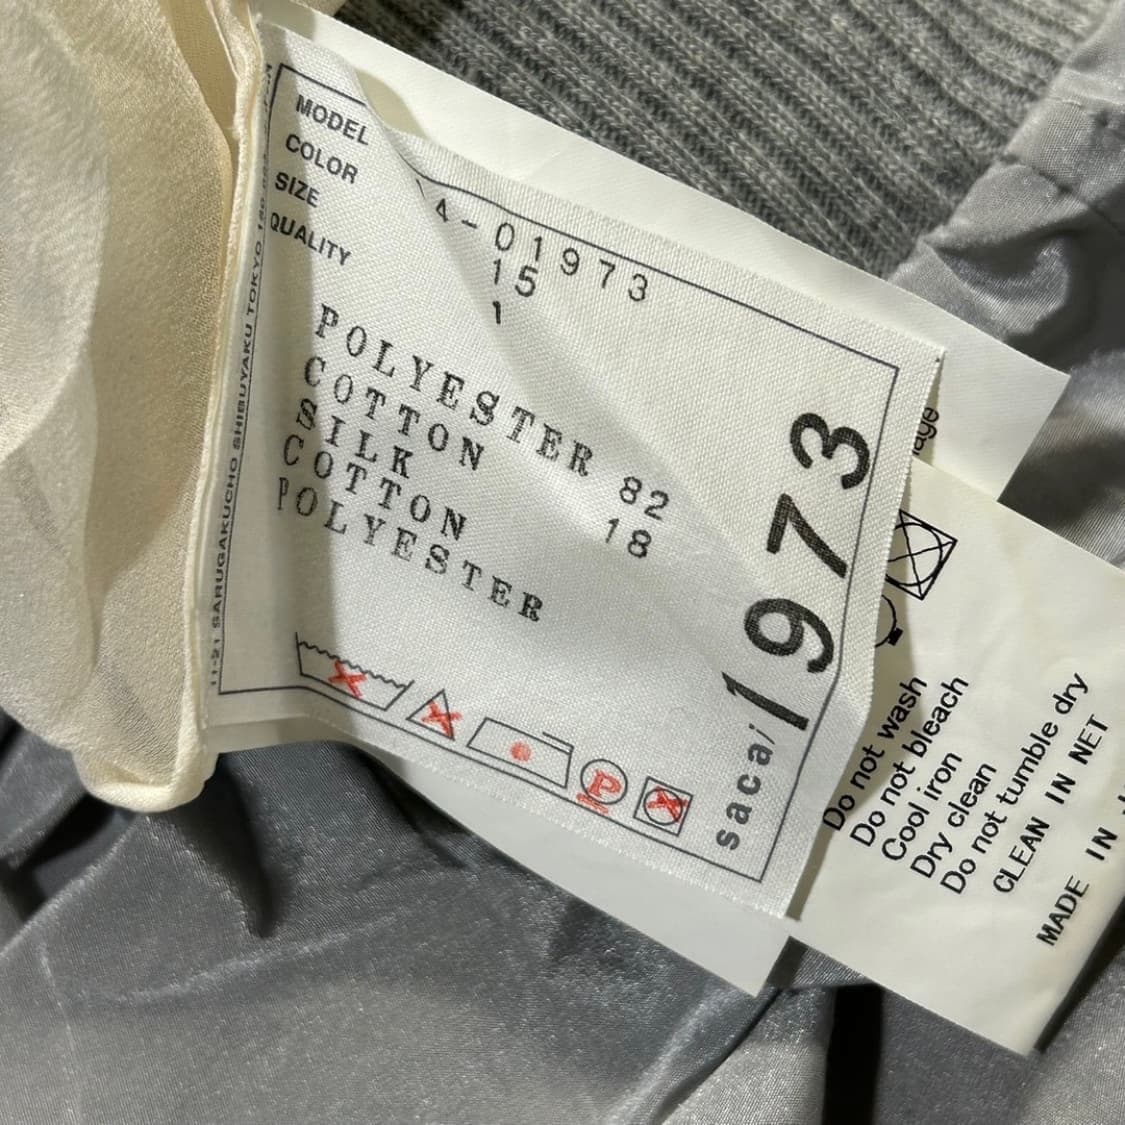 MODEL
COLOR
SIZE
QUALITY
4-01973
15
1
POLYESTER 82
COTTON 18
SILK
COTTON
POLYESTER
P
saca/
1973
11-21 SARUGAKUCHO SHIBUYAKU TOKYO
Do not wash
Do not bleach
Cool iron
Dry clean
Do not tumble dry
CLEAN IN NET
MADE IN